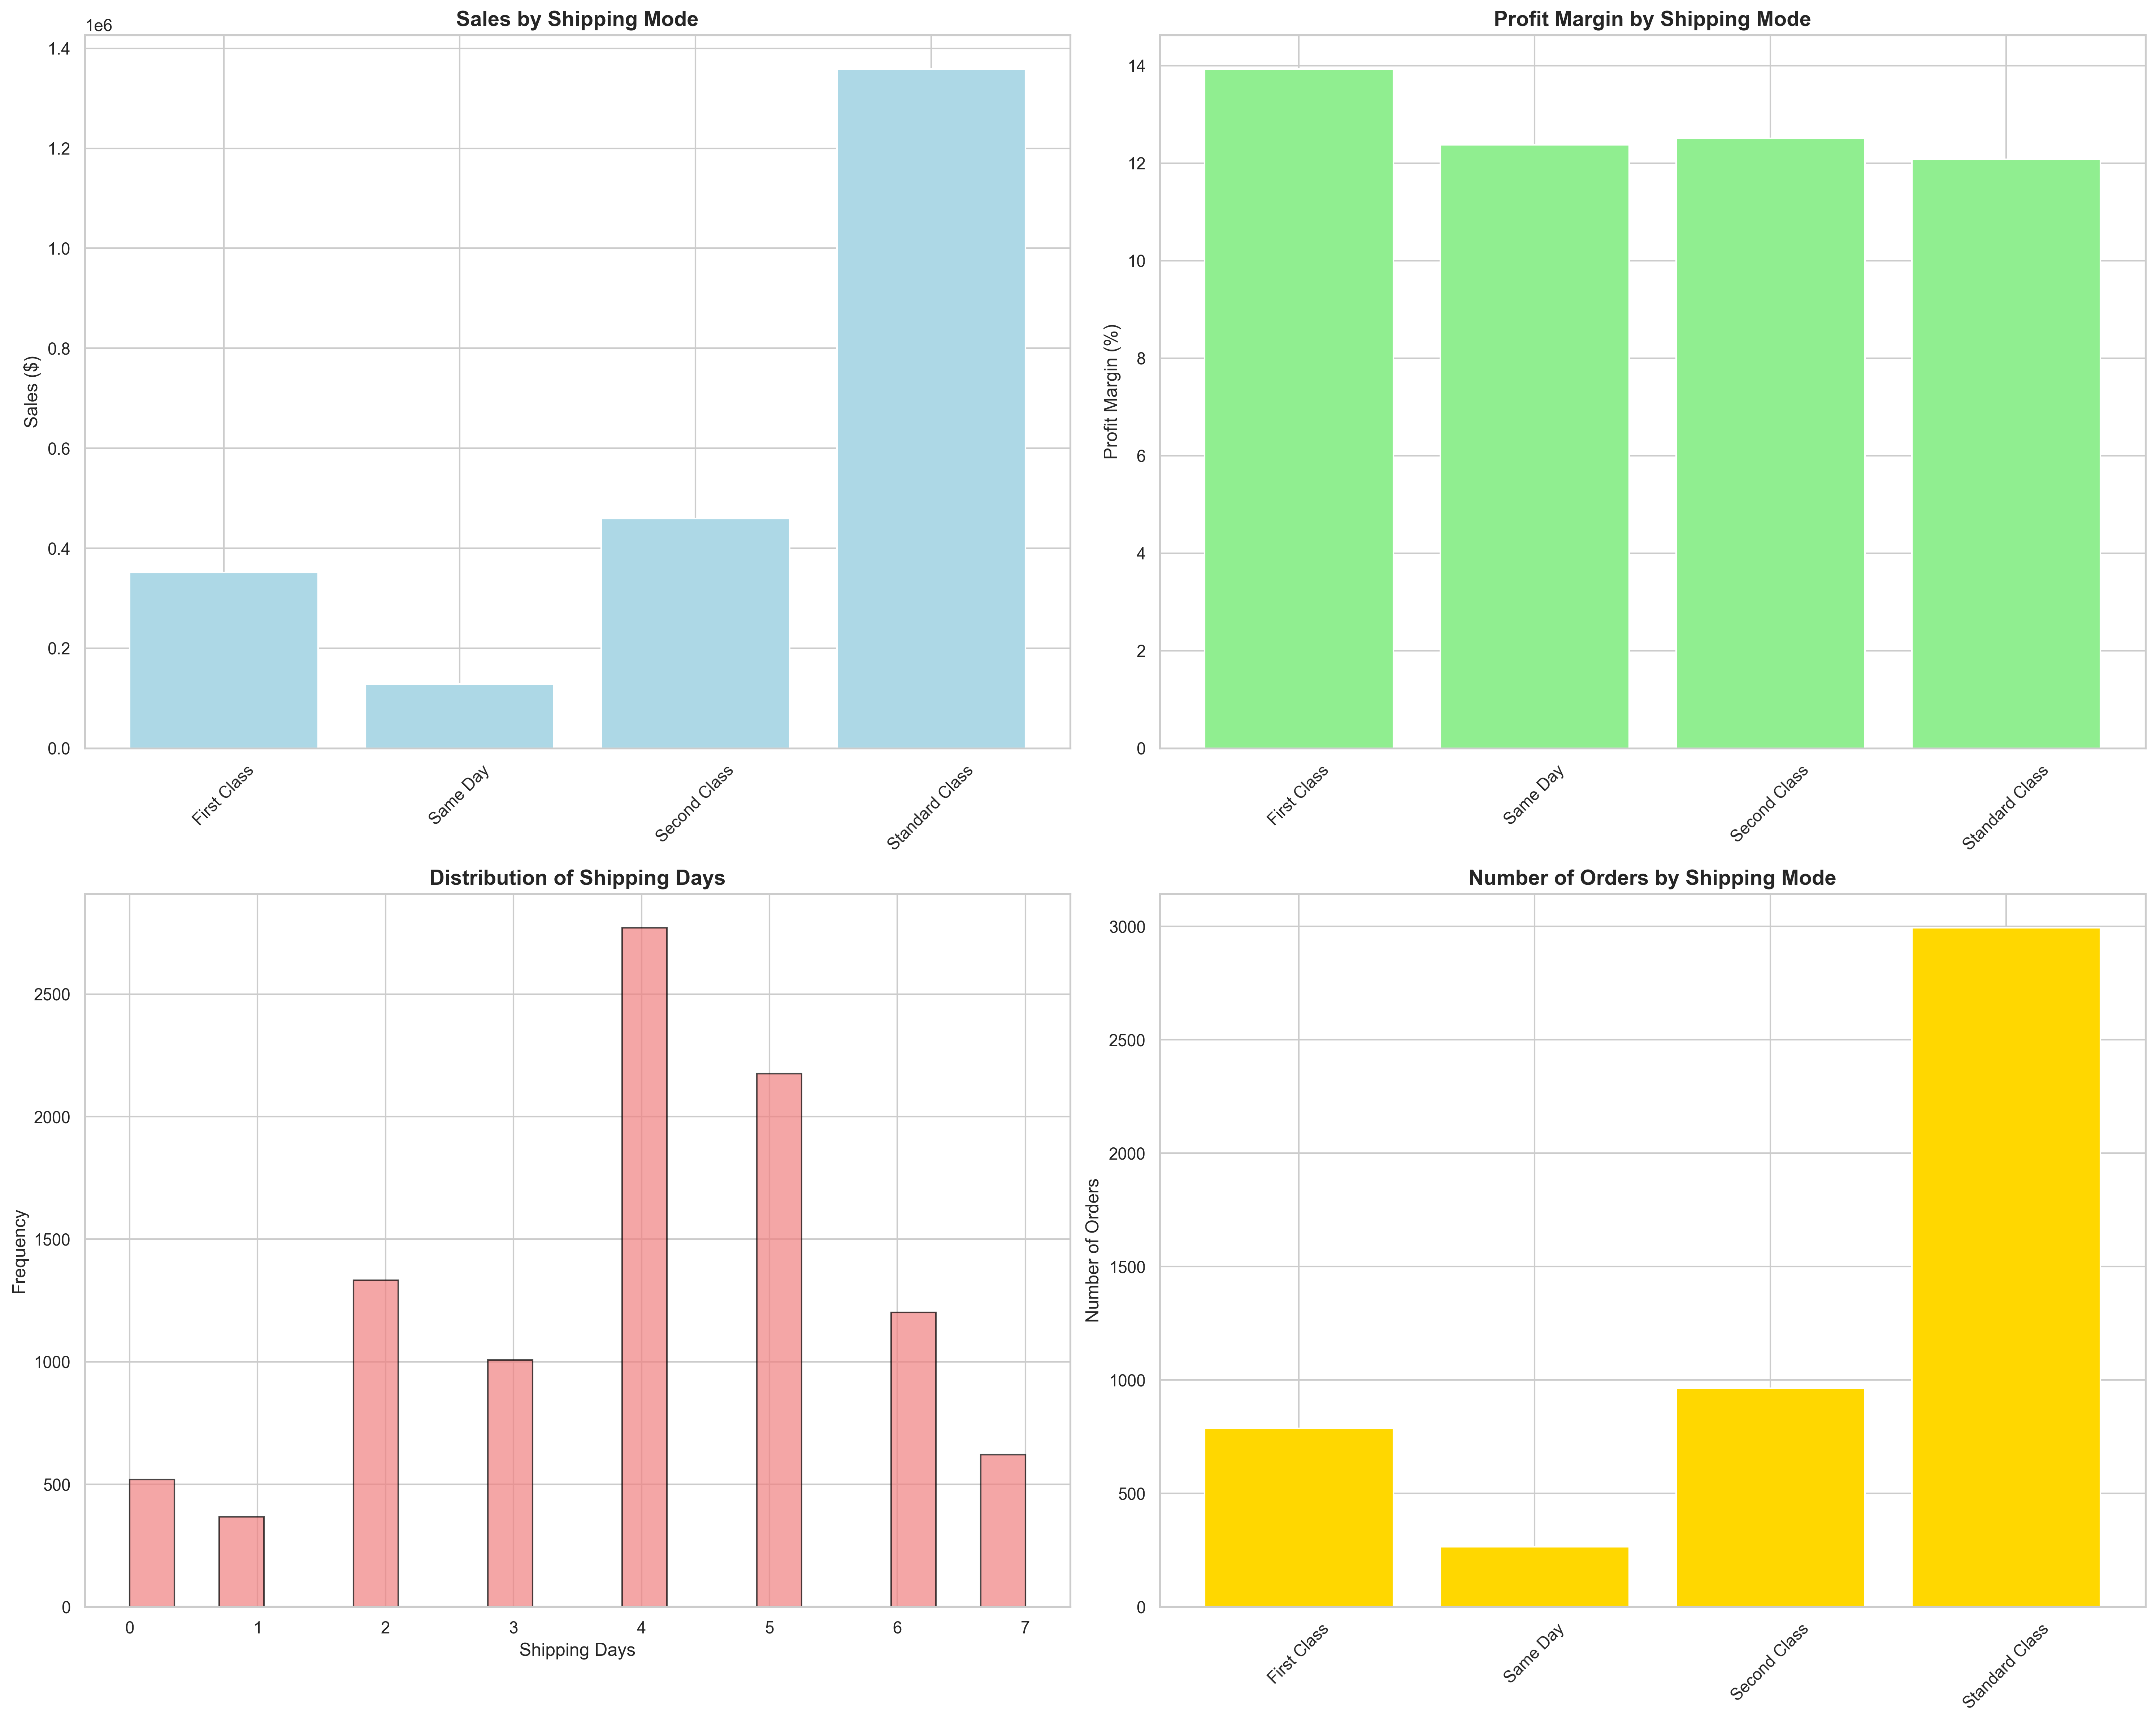 Sales by Shipping Mode
1e6
1.4
1.2
1.0
0.8
0.6
0.4
0.2
0.0
Sales ($)
First Class
Same Day
Second Class
Standard Class
Profit Margin by Shipping Mode
14
12
10
8
6
4
2
0
Profit Margin (%)
First Class
Same Day
Second Class
Standard Class
Distribution of Shipping Days
2500
2000
1500
1000
500
0
Frequency
0 1 2 3 4 5 6 7
Shipping Days
Number of Orders by Shipping Mode
3000
2500
2000
1500
1000
500
0
Number of Orders
First Class
Same Day
Second Class
Standard Class